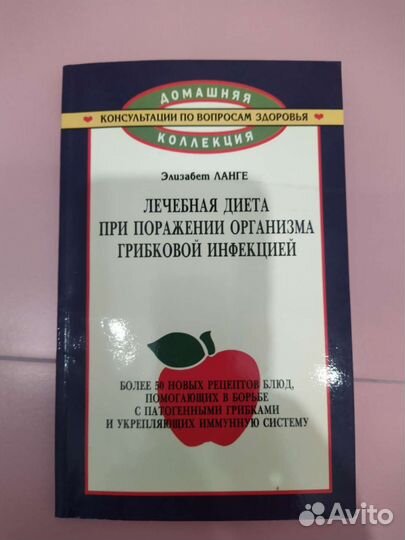 ДОМАШНЯЯ
КОНСУЛЬТАЦИИ ПО ВОПРОСАМ ЗДОРОВЬЯ
КОЛЛЕКЦИЯ
Элизабет ЛАНГЕ
ЛЕЧЕБНАЯ ДИЕТА
ПРИ ПОРАЖЕНИИ ОРГАНИЗМА
ГРИБКОВОЙ ИНФЕКЦИЕЙ
БОЛЕЕ 50 НОВЫХ РЕЦЕПТОВ БЛЮД,
ПОМОГАЮЩИХ В БОРЬБЕ
С ПАТОГЕННЫМИ ГРИБКАМИ
И УКРЕПЛЯЮЩИХ ИММУННУЮ СИСТЕМУ
Avito